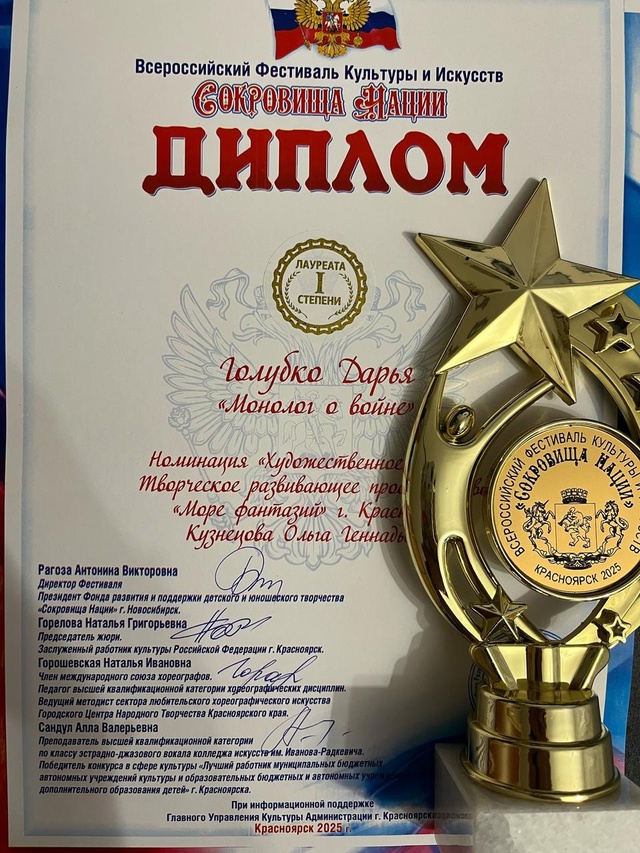 Всероссийский Фестиваль Культуры и Искусств
Сокровища Нации
ДИПЛОМ
ЛАУРЕАТА
I
СТЕПЕНИ
Голубко Дарья
«Монолог о войне»
Номинация «Художественное
Творческое развивающее
«Море фантазий» г.
Кузнецова Ольга
Рагоза Антонина Викторовна
Директор Фестиваля
Президент Фонда развития и поддержки детского и юношеского творчества
«Сокровища Нации» г. Новосибирск.
Горелова Наталья Григорьевна
Председатель жюри.
Заслуженный работник культуры Российской Федерации г. Красноярск.
Горошевская Наталья Ивановна
Член международного союза хореографов.
Педагог высшей квалификационной категории хореографических дисциплин.
Ведущий методист сектора любительского хореографического искусства
Городского Центра Народного Творчества Красноярского края.
Сандул Алла Валерьевна
Преподаватель высшей квалификационной категории
по классу эстрадно-джазового вокала колледжа искусств им. Иванова-Радкевича.
Победитель конкурса в сфере культуры «Лучший работник муниципальных бюджетных
автономных учреждений культуры и образовательных бюджетных и автономных
дополнительного образования детей» г. Красноярска.
При информационной поддержке
Главного Управления Культуры Администрации г.
Красноярск 2025 г.
ВСЕРОССИЙСКИЙ ФЕСТИВАЛЬ КУЛЬТУРЫ
СОКРОВИЩА НАЦИИ
КРАСНОЯРСК 2025